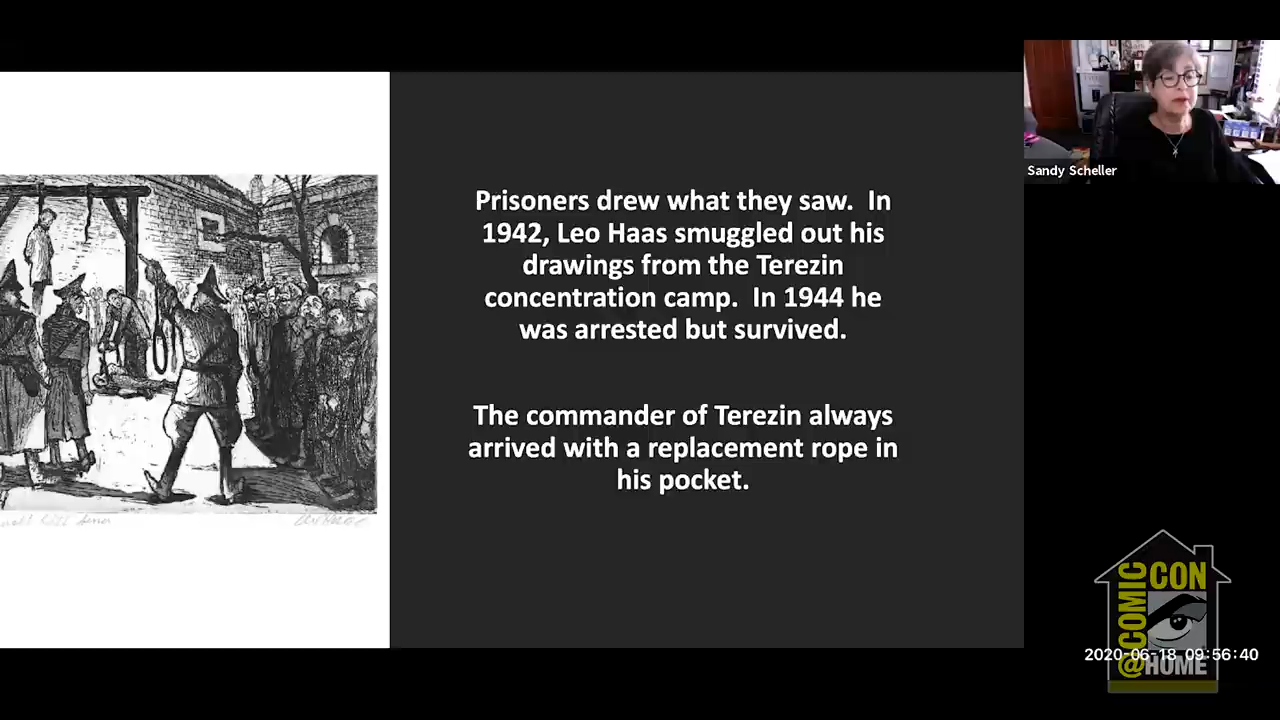 Prisoners drew what they saw. In
1942, Leo Haas smuggled out his
drawings from the Terezin
concentration camp. In 1944 he
was arrested but survived.
The commander of Terezin always
arrived with a replacement rope in
his pocket.
Sandy Scheller
@COMIC
CON
HOME
2020-06-18 09:56:40